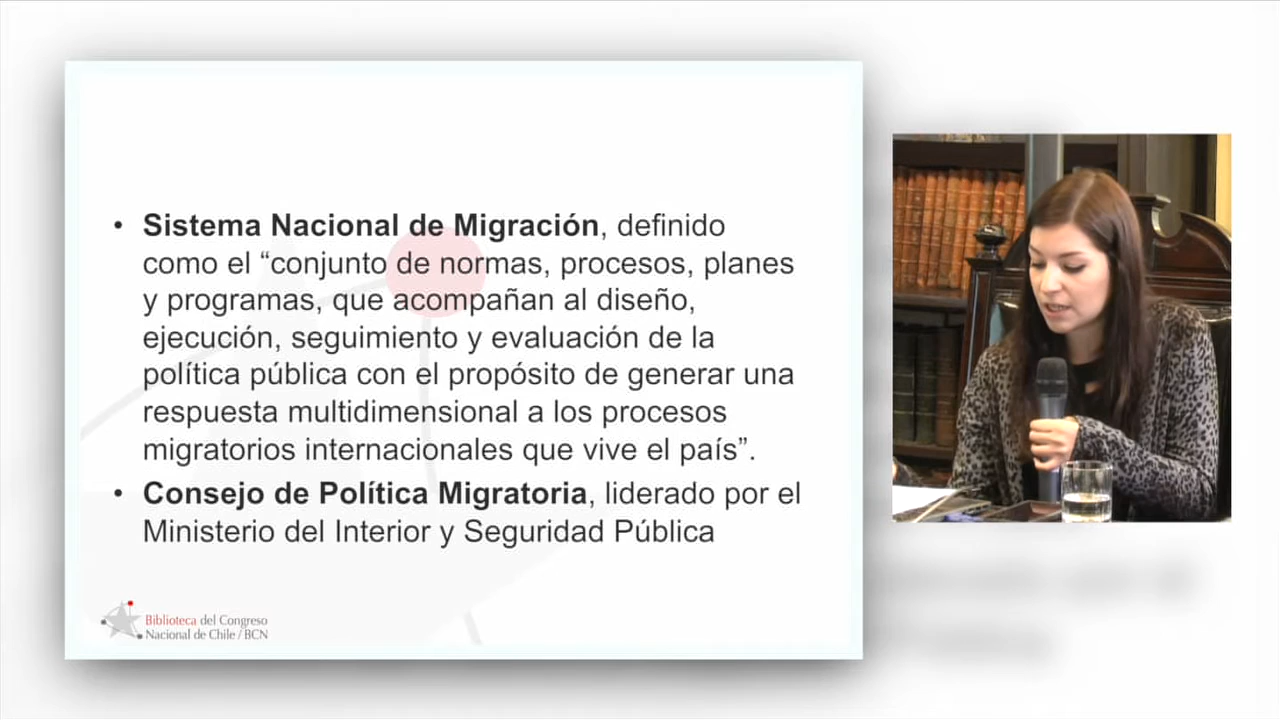 • Sistema Nacional de Migración, definido
como el “conjunto de normas, procesos, planes
y programas, que acompañan al diseño,
ejecución, seguimiento y evaluación de la
política pública con el propósito de generar una
respuesta multidimensional a los procesos
migratorios internacionales que vive el país”.
• Consejo de Política Migratoria, liderado por el
Ministerio del Interior y Seguridad Pública
Biblioteca del Congreso
Nacional de Chile / BCN